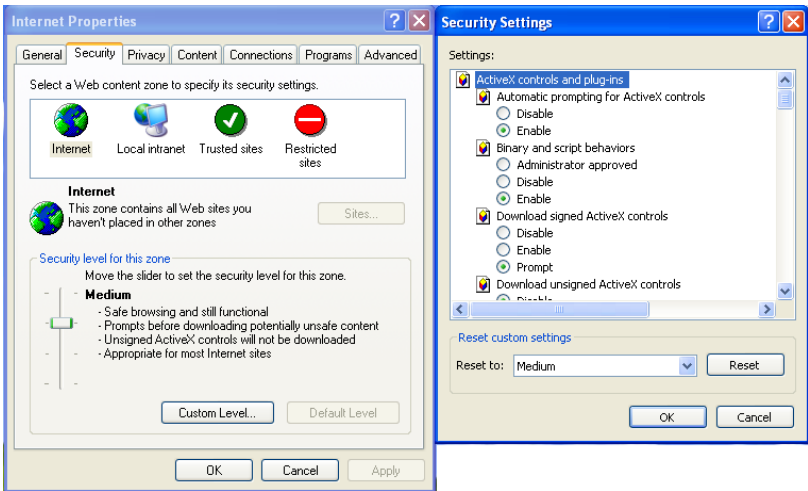 Internet Properties
General Security Privacy Content Connections Programs Advanced
Select a Web content zone to specify its security settings.
Internet Local intranet Trusted sites Restricted sites
Internet
This zone contains all Web sites you
haven't placed in other zones
Sites...
Security level for this zone
Move the slider to set the security level for this zone.
Medium
- Safe browsing and still functional
- Prompts before downloading potentially unsafe content
- Unsigned ActiveX controls will not be downloaded
- Appropriate for most Internet sites
Custom Level... Default Level
OK Cancel Apply
Security Settings
Settings:
ActiveX controls and plug-ins
Automatic prompting for ActiveX controls
Disable
Enable
Binary and script behaviors
Administrator approved
Disable
Enable
Download signed ActiveX controls
Disable
Enable
Prompt
Download unsigned ActiveX controls
Disable
Reset custom settings
Reset to: Medium Reset
OK Cancel